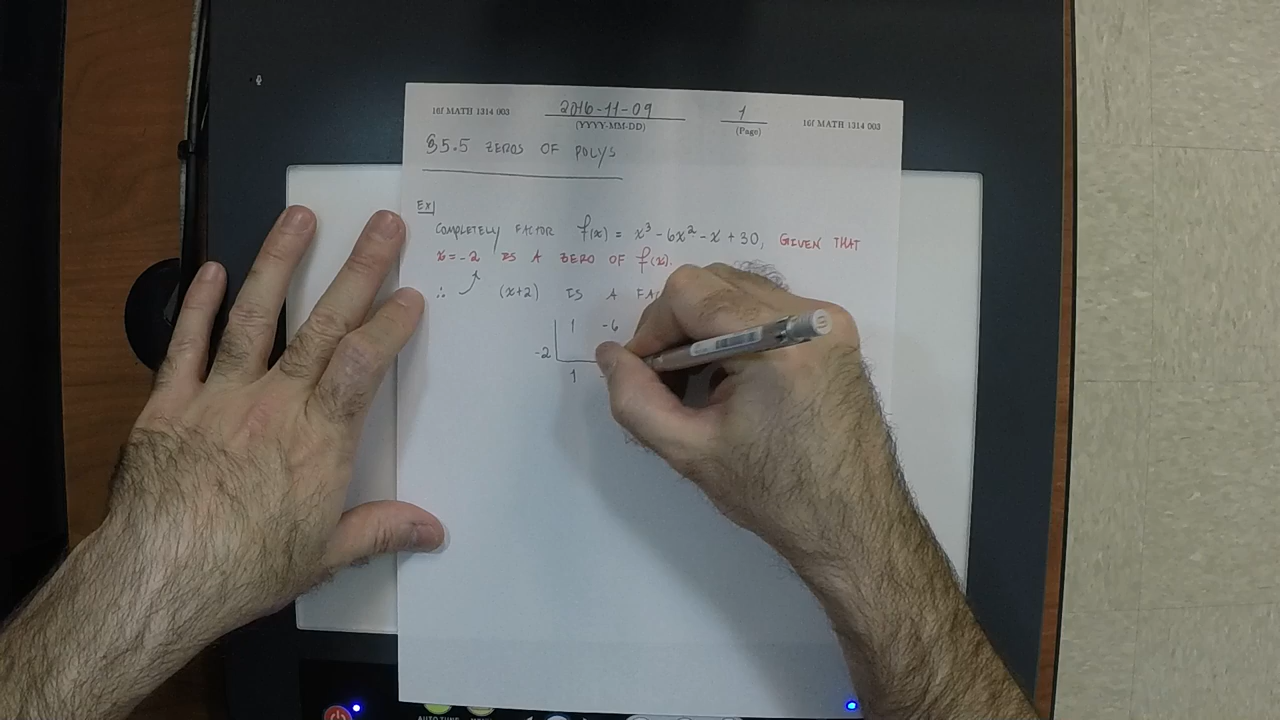 16f MATH 1314 003 2016-11-09 1 16f MATH 1314 003
(YYYY-MM-DD) (Page)
§5.5 ZEROS OF POLYS
EX
COMPLETELY FACTOR f(x) = x³ - 6x² - x + 30, GIVEN THAT
x = -2 IS A ZERO OF f(x).
∴ (x+2) IS A
1 -6
-2
1
AUTO TUNE